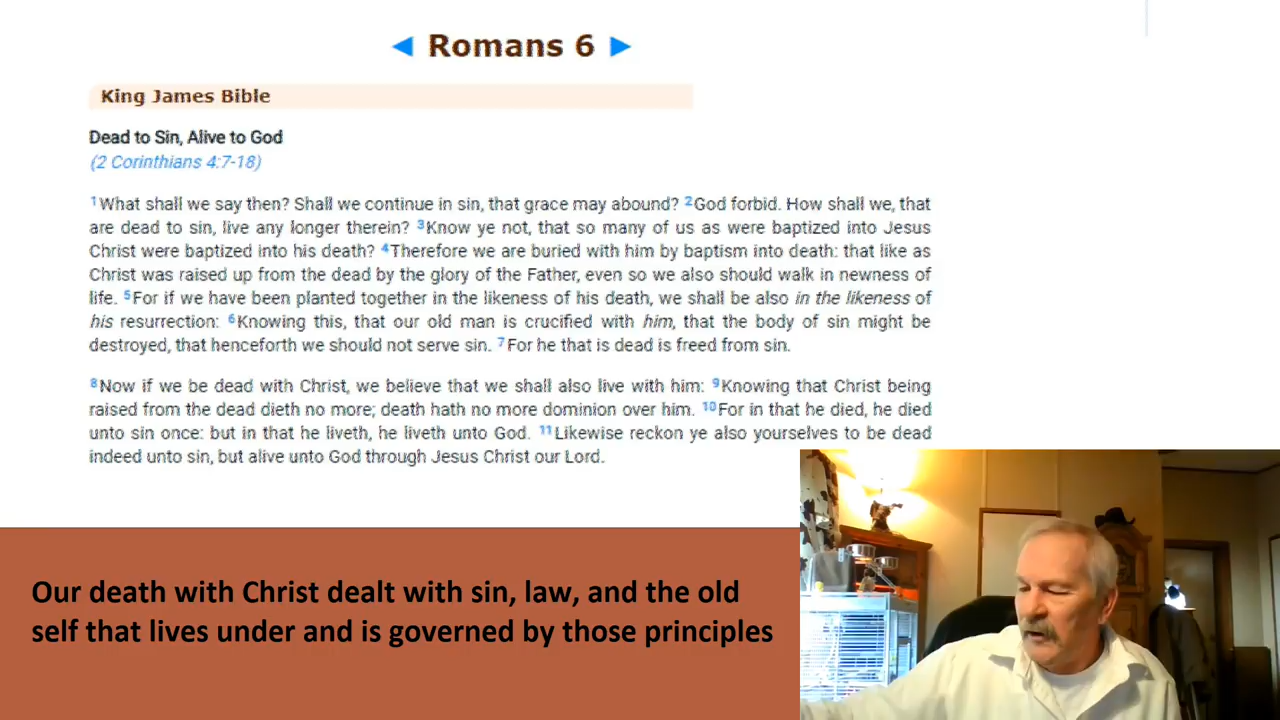 ◄ Romans 6 ►
King James Bible
Dead to Sin, Alive to God
(2 Corinthians 4:7-18)
1What shall we say then? Shall we continue in sin, that grace may abound? 2God forbid. How shall we, that
are dead to sin, live any longer therein? 3Know ye not, that so many of us as were baptized into Jesus
Christ were baptized into his death? 4Therefore we are buried with him by baptism into death: that like as
Christ was raised up from the dead by the glory of the Father, even so we also should walk in newness of
life. 5For if we have been planted together in the likeness of his death, we shall be also in the likeness of
his resurrection: 6Knowing this, that our old man is crucified with him, that the body of sin might be
destroyed, that henceforth we should not serve sin. 7For he that is dead is freed from sin.
8Now if we be dead with Christ, we believe that we shall also live with him: 9Knowing that Christ being
raised from the dead dieth no more; death hath no more dominion over him. 10For in that he died, he died
unto sin once: but in that he liveth, he liveth unto God. 11Likewise reckon ye also yourselves to be dead
indeed unto sin, but alive unto God through Jesus Christ our Lord.
Our death with Christ dealt with sin, law, and the old
self that lives under and is governed by those principles